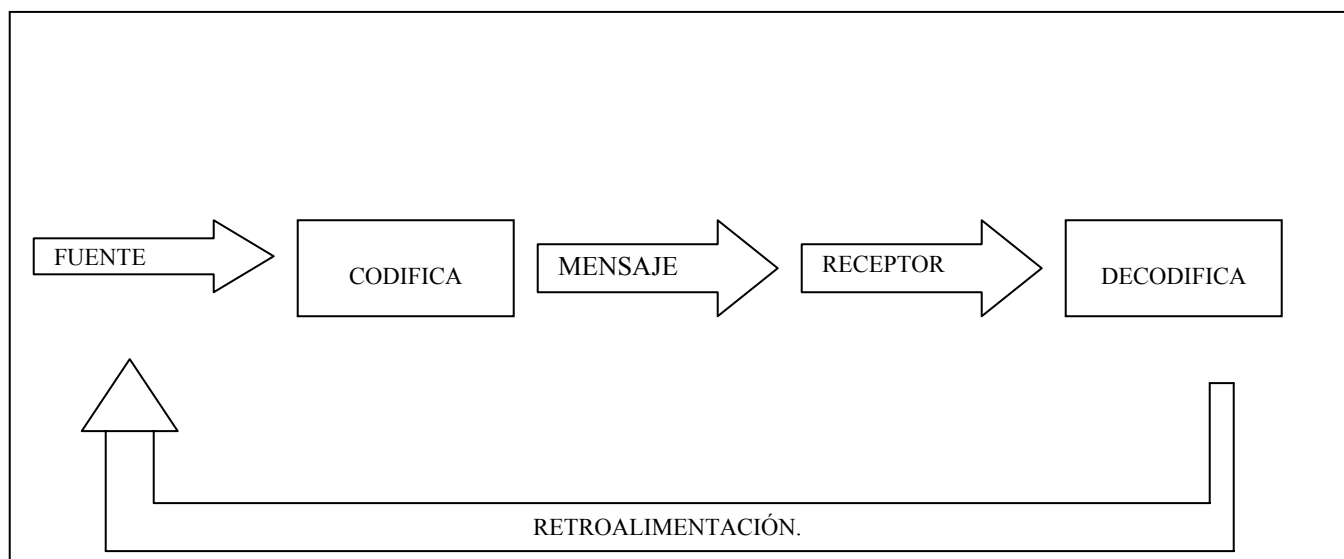 FUENTE
CODIFICA
MENSAJE
RECEPTOR
DECODIFICA
RETROALIMENTACIÓN.